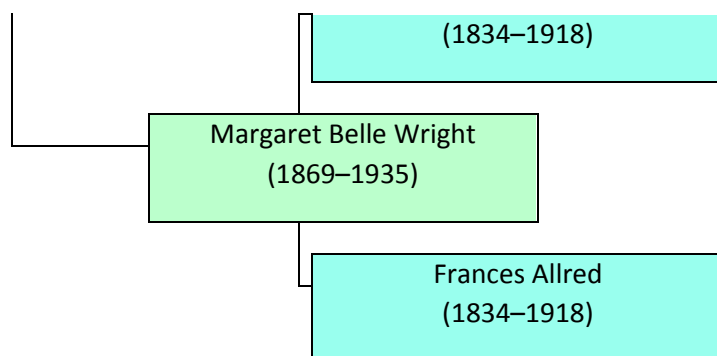 (1834–1918)
Margaret Belle Wright
(1869–1935)
Frances Allred
(1834–1918)